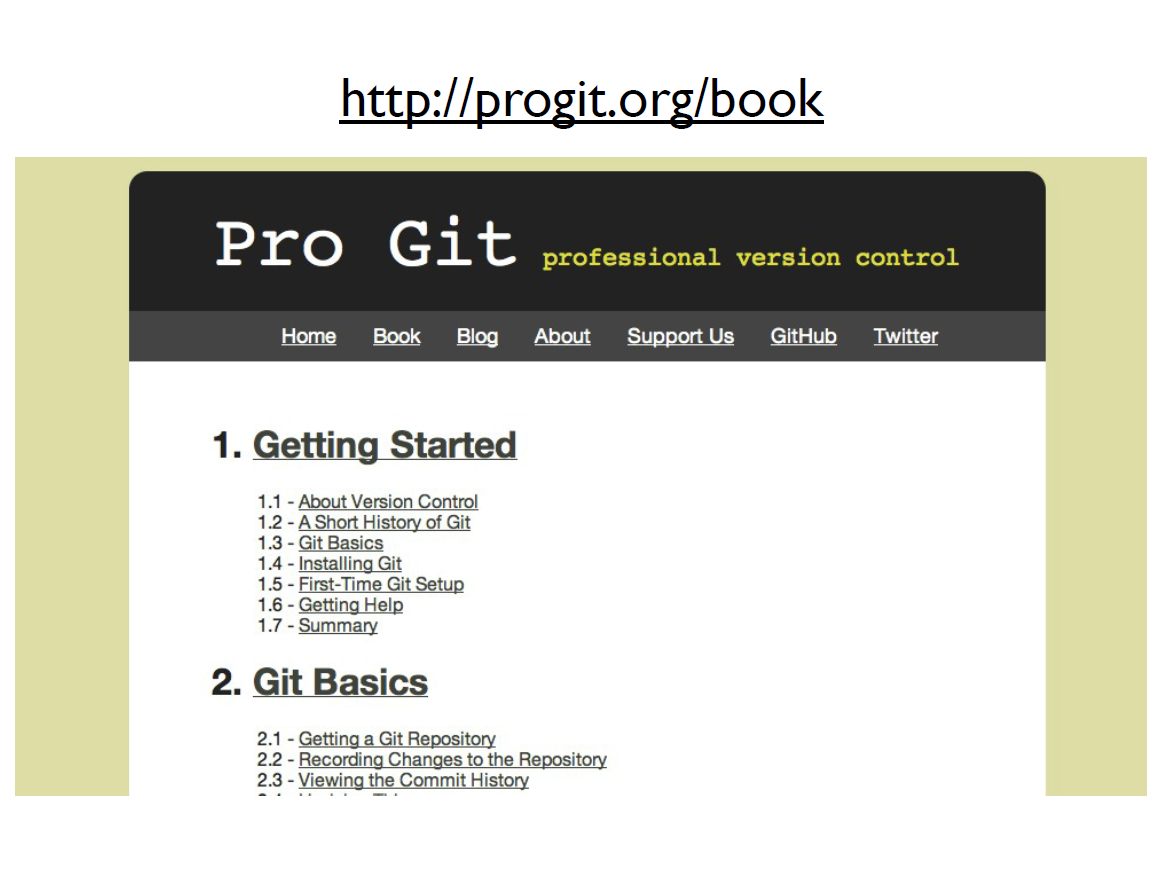 http://progit.org/book
Pro Git professional version control
Home Book Blog About Support Us GitHub Twitter
1. Getting Started
1.1 - About Version Control
1.2 - A Short History of Git
1.3 - Git Basics
1.4 - Installing Git
1.5 - First-Time Git Setup
1.6 - Getting Help
1.7 - Summary
2. Git Basics
2.1 - Getting a Git Repository
2.2 - Recording Changes to the Repository
2.3 - Viewing the Commit History